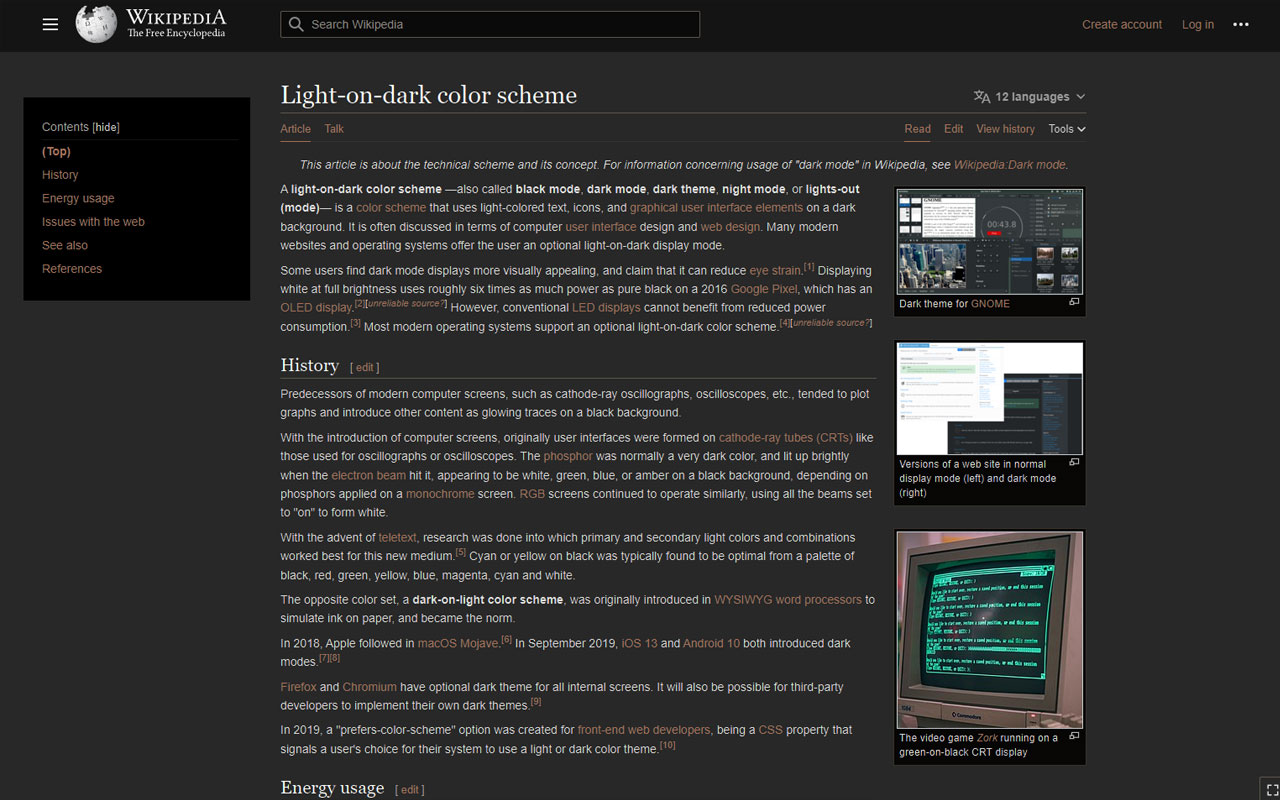 WIKIPEDIA
The Free Encyclopedia
Search Wikipedia
Create account
Log in
Contents [hide]
(Top)
History
Energy usage
Issues with the web
See also
References
Light-on-dark color scheme
12 languages
Article Talk
Read Edit View history Tools
This article is about the technical scheme and its concept. For information concerning usage of "dark mode" in Wikipedia, see Wikipedia:Dark mode.
A light-on-dark color scheme —also called black mode, dark mode, dark theme, night mode, or lights-out
(mode)— is a color scheme that uses light-colored text, icons, and graphical user interface elements on a dark
background. It is often discussed in terms of computer user interface design and web design. Many modern
websites and operating systems offer the user an optional light-on-dark display mode.
Some users find dark mode displays more visually appealing, and claim that it can reduce eye strain.[1] Displaying
white at full brightness uses roughly six times as much power as pure black on a 2016 Google Pixel, which has an
OLED display.[2][unreliable source?] However, conventional LED displays cannot benefit from reduced power
consumption.[3] Most modern operating systems support an optional light-on-dark color scheme.[4][unreliable source?]
History [ edit ]
Predecessors of modern computer screens, such as cathode-ray oscillographs, oscilloscopes, etc., tended to plot
graphs and introduce other content as glowing traces on a black background.
With the introduction of computer screens, originally user interfaces were formed on cathode-ray tubes (CRTs) like
those used for oscillographs or oscilloscopes. The phosphor was normally a very dark color, and lit up brightly
when the electron beam hit it, appearing to be white, green, blue, or amber on a black background, depending on
phosphors applied on a monochrome screen. RGB screens continued to operate similarly, using all the beams set
to "on" to form white.
With the advent of teletext, research was done into which primary and secondary light colors and combinations
worked best for this new medium.[5] Cyan or yellow on black was typically found to be optimal from a palette of
black, red, green, yellow, blue, magenta, cyan and white.
The opposite color set, a dark-on-light color scheme, was originally introduced in WYSIWYG word processors to
simulate ink on paper, and became the norm.
In 2018, Apple followed in macOS Mojave.[6] In September 2019, iOS 13 and Android 10 both introduced dark
modes.[7][8]
Firefox and Chromium have optional dark theme for all internal screens. It will also be possible for third-party
developers to implement their own dark themes.[9]
In 2019, a "prefers-color-scheme" option was created for front-end web developers, being a CSS property that
signals a user's choice for their system to use a light or dark color theme.[10]
Energy usage [ edit ]
GNOME
00:43.8
Dark theme for GNOME
Versions of a web site in normal
display mode (left) and dark mode
(right)
Commodore
The video game Zork running on a
green-on-black CRT display